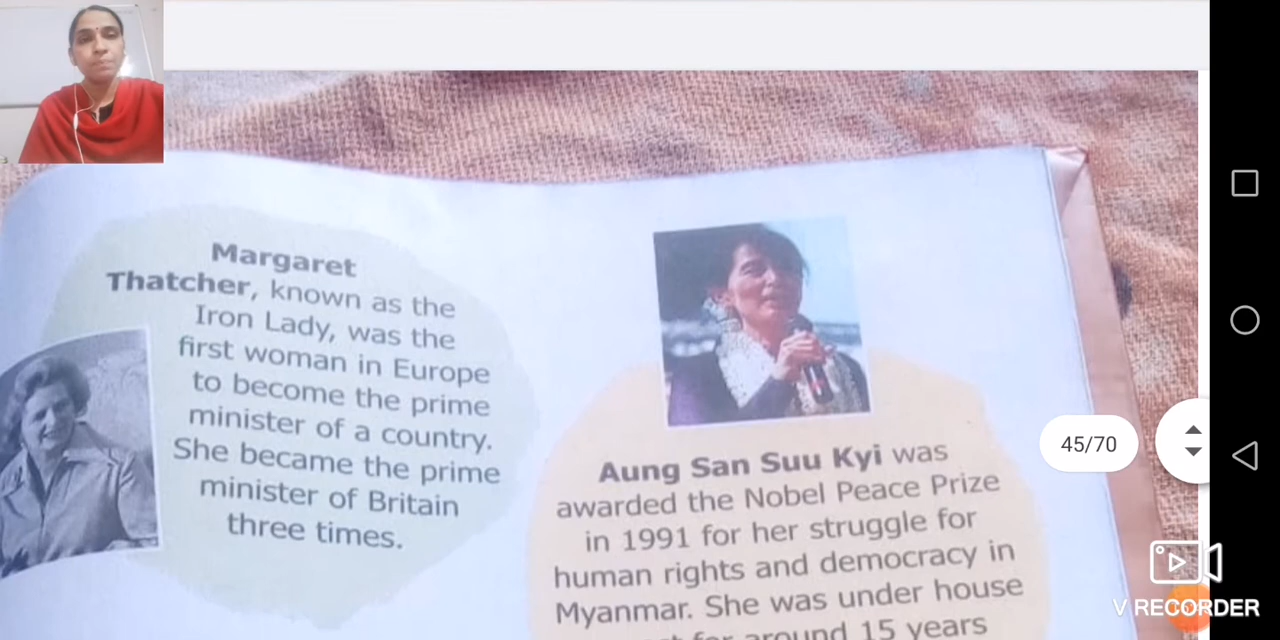 Margaret
Thatcher, known as the
Iron Lady, was the
first woman in Europe
to become the prime
minister of a country.
She became the prime
minister of Britain
three times.
Aung San Suu Kyi was
awarded the Nobel Peace Prize
in 1991 for her struggle for
human rights and democracy in
Myanmar. She was under house
for around 15 years
45/70
V RECORDER